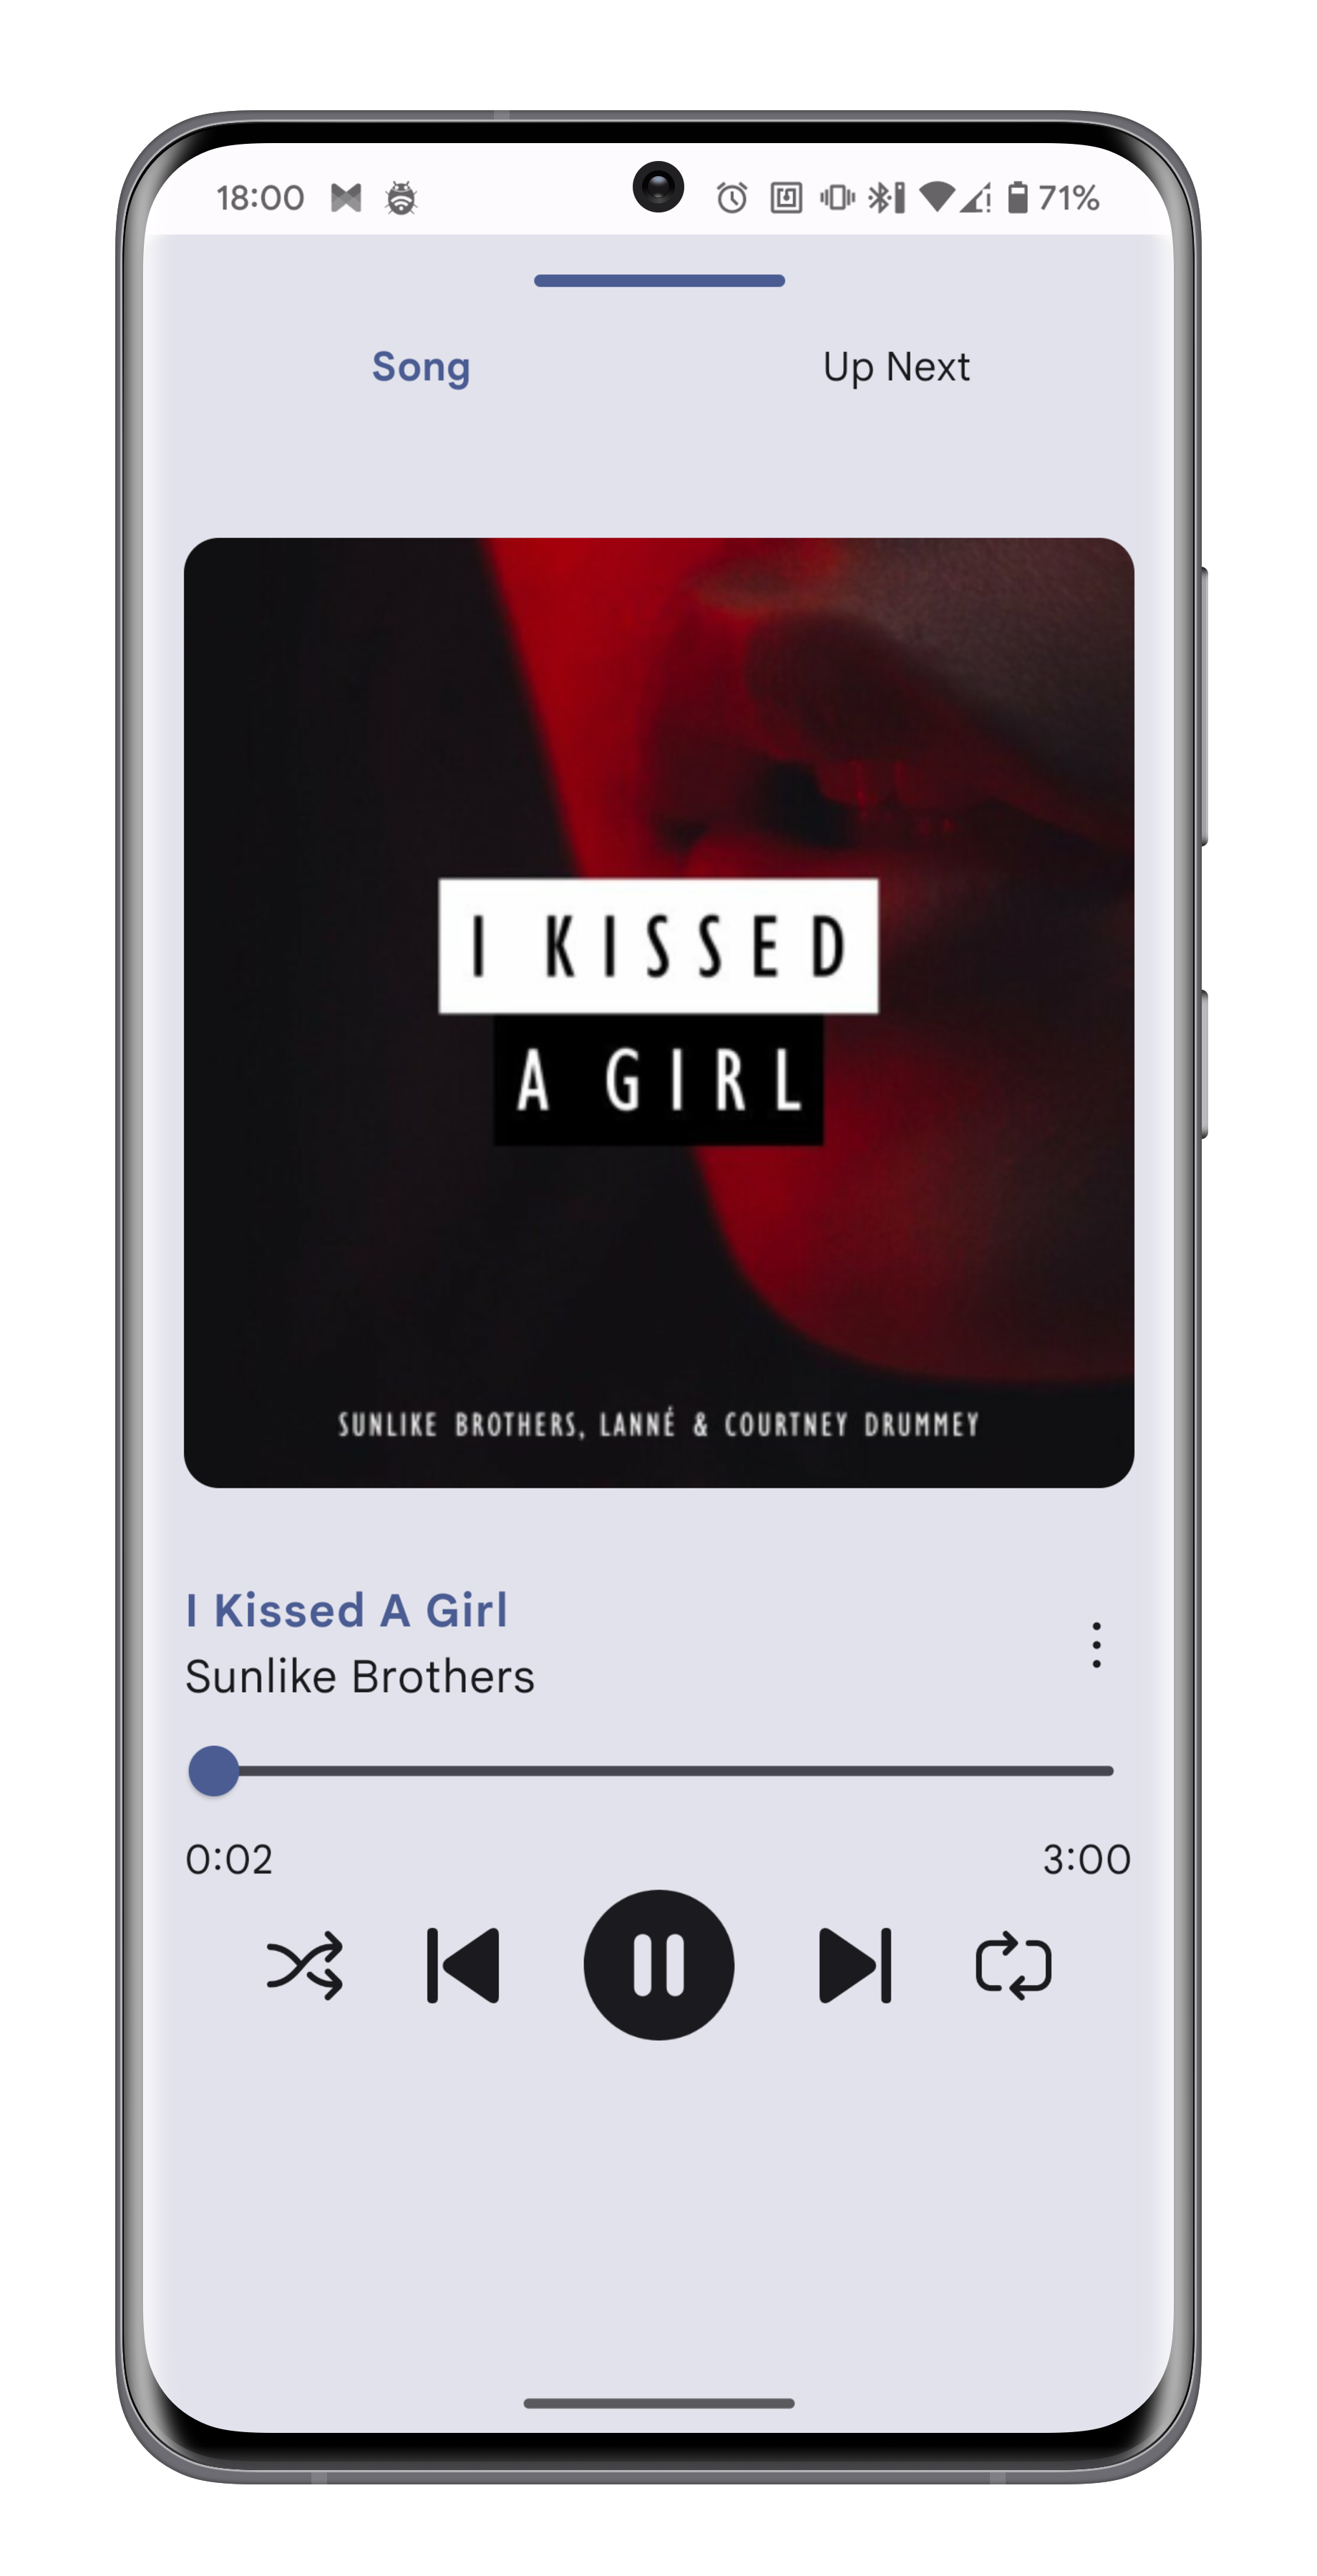 18:00 71%
Song Up Next
I KISSED
A GIRL
SUNLIKE BROTHERS, LANNÉ & COURTNEY DRUMMEY
I Kissed A Girl
Sunlike Brothers
0:02 3:00